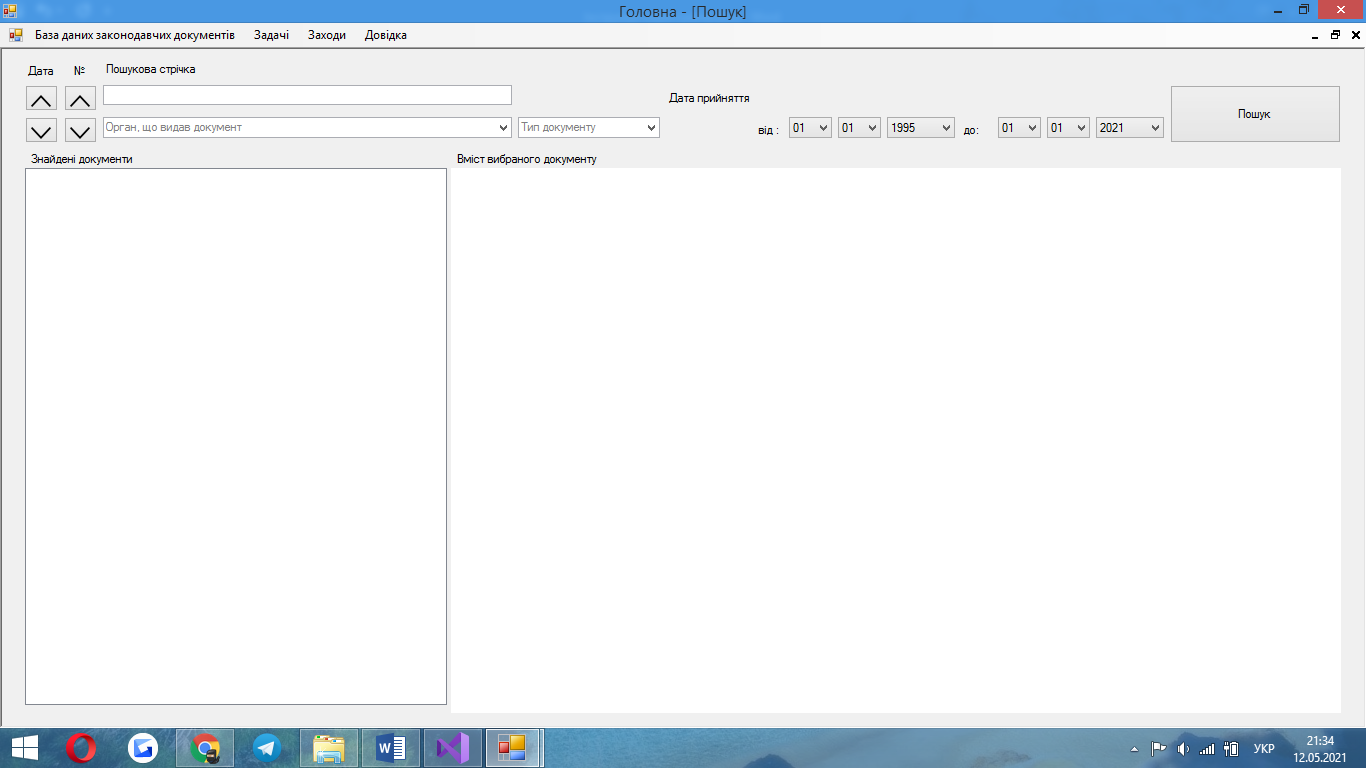 Головна - [Пошук]
База даних законодавчих документів Задачі Заходи Довідка
Дата № Пошукова стрічка
Дата прийняття
Пошук
Орган, що видав документ Тип документу від : 01 01 1995 до: 01 01 2021
Знайдені документи Вміст вибраного документу
УКР
21:34
12.05.2021